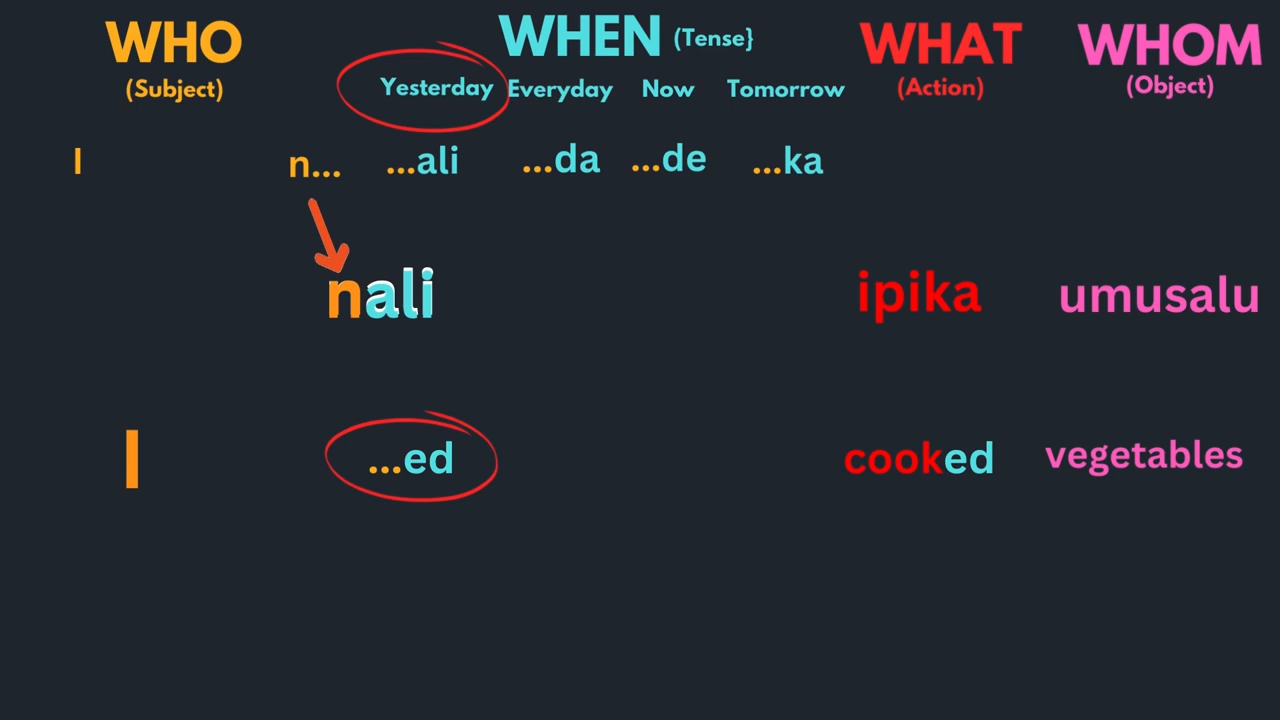 WHO WHEN (Tense} WHAT WHOM
(Subject) Yesterday Everyday Now Tomorrow (Action) (Object)
I n... ...ali ...da ...de ...ka
nali ipika umusalu
I ...ed cooked vegetables